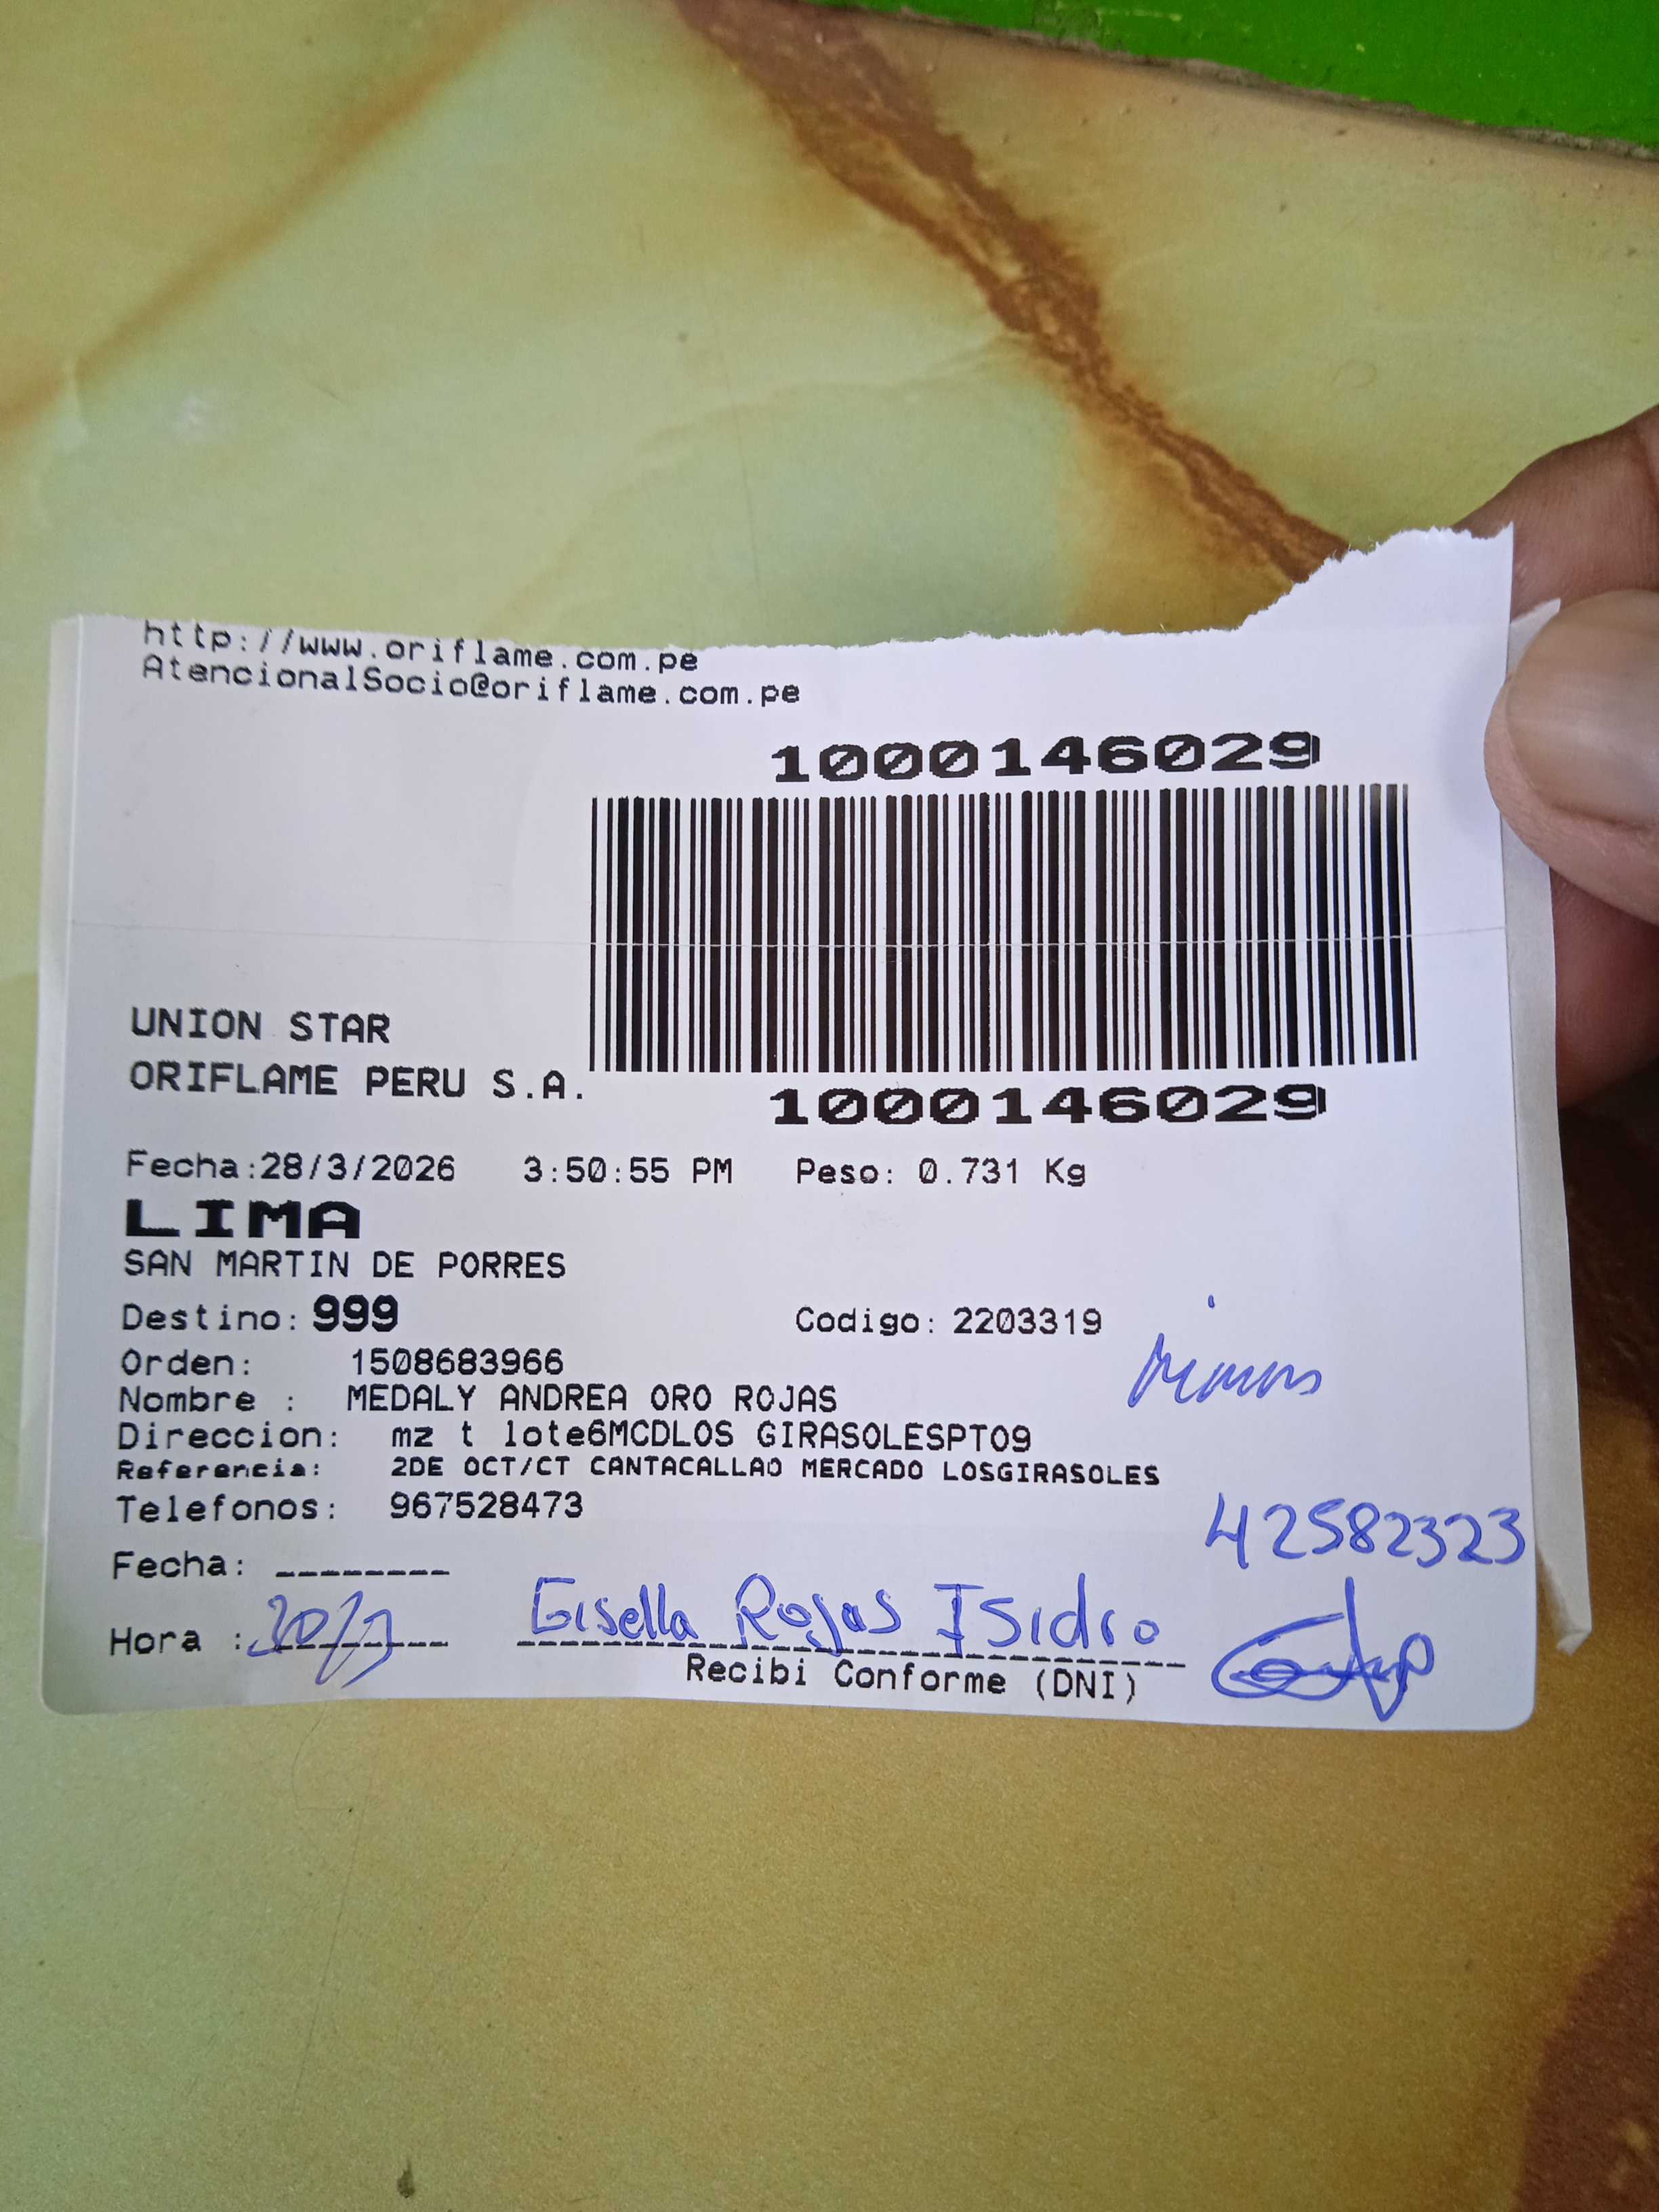 http://www.oriflame.com.pe
AtencionalSocio@oriflame.com.pe
1000146029
UNION STAR
ORIFLAME PERU S.A.
1000146029
Fecha:28/3/2026 3:50:55 PM Peso: 0.731 Kg
LIMA
SAN MARTIN DE PORRES
Destino: 999 Codigo: 2203319
Orden: 1508683966
Nombre : MEDALY ANDREA ORO ROJAS
Direccion: mz t lote6MCDLOS GIRASOLESPT09
Referencia: 2DE OCT/CT CANTACALLAO MERCADO LOSGIRASOLES
Telefonos: 967528473
42582323
Fecha: --------
Hora : 30/3 Gisella Rojas Isidro
Recibi Conforme (DNI)